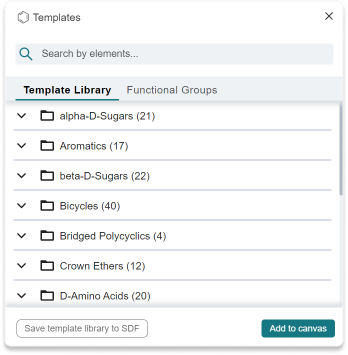 Templates
Search by elements...
Template Library Functional Groups
alpha-D-Sugars (21)
Aromatics (17)
beta-D-Sugars (22)
Bicycles (40)
Bridged Polycyclics (4)
Crown Ethers (12)
D-Amino Acids (20)
Save template library to SDF Add to canvas